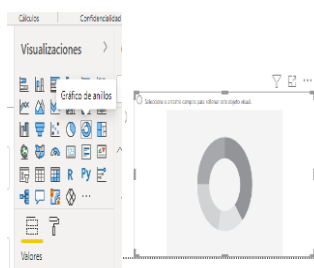 Cálculos
Confidencialidad
Visualizaciones
Gráfico de anillos
R Py
Valores
Seleccione o arrastre campos para rellenar este objeto visual.